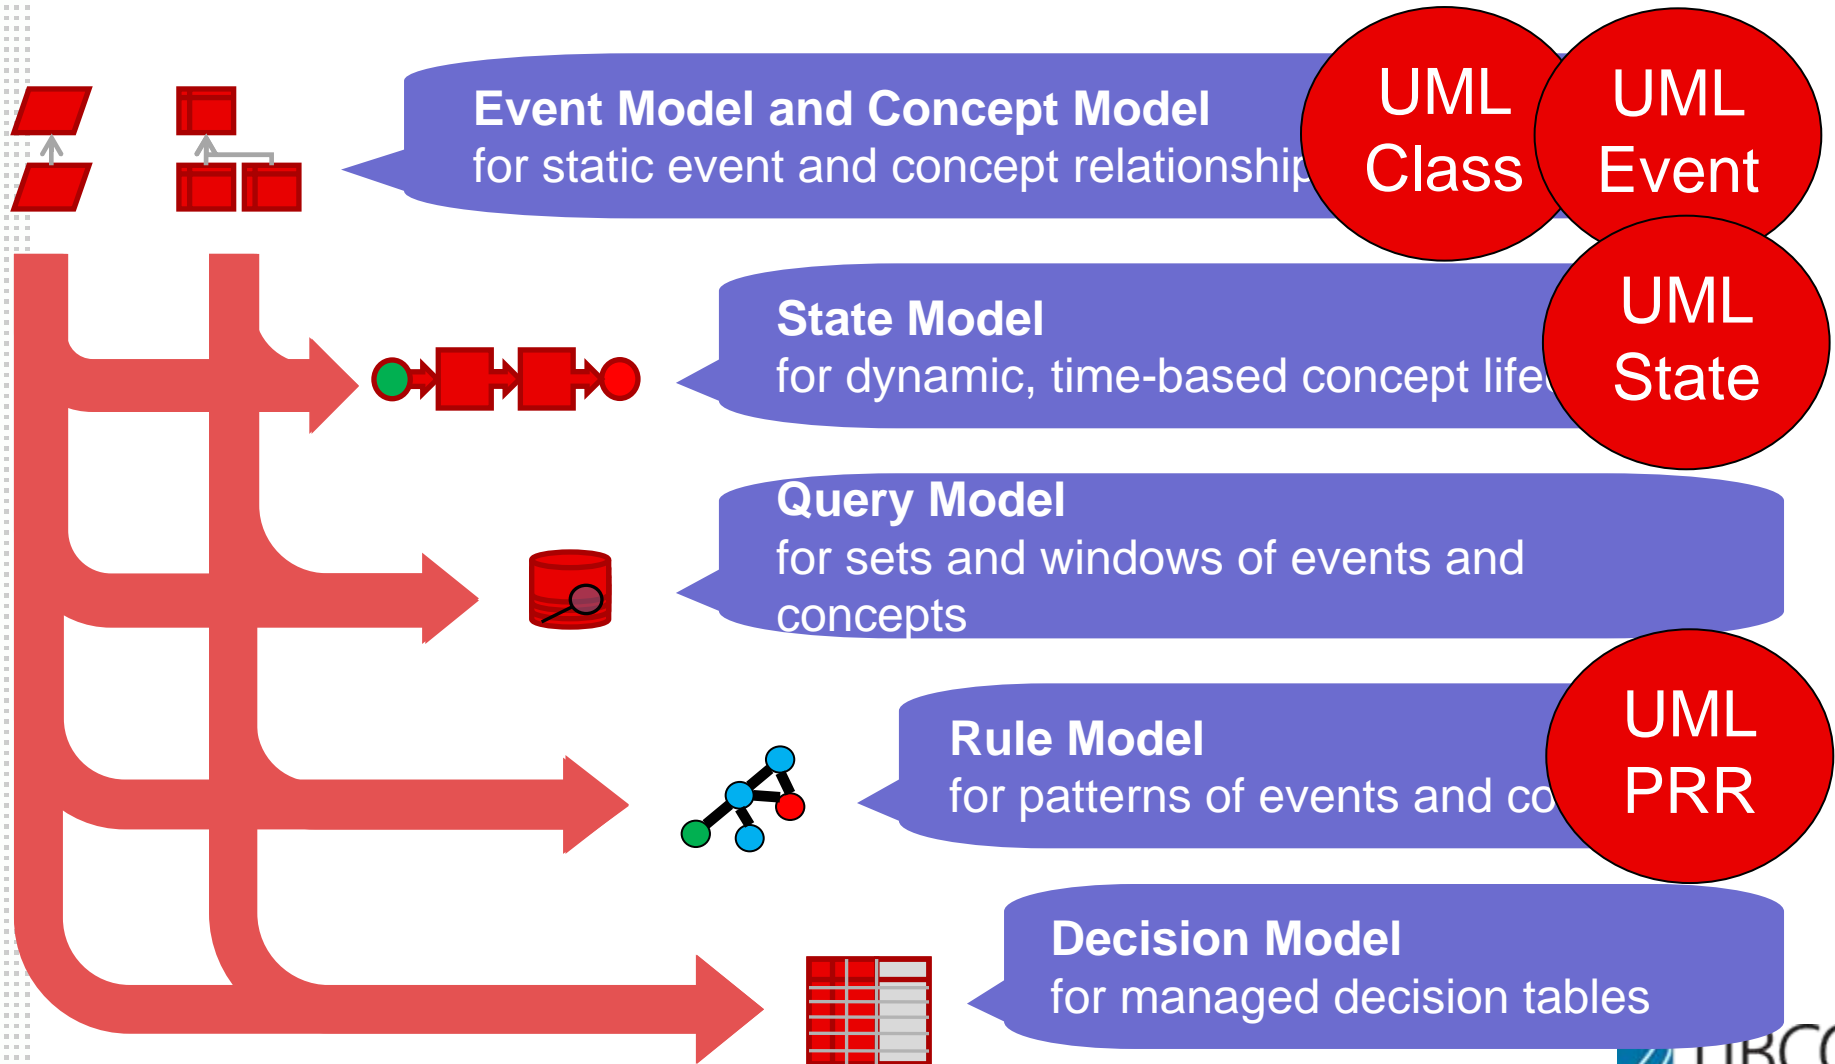 Event Model and Concept Model
for static event and concept relationship
UML
Class
UML
Event
State Model
for dynamic, time-based concept
UML
State
Query Model
for sets and windows of events and
concepts
Rule Model
for patterns of events and
UML
PRR
Decision Model
for managed decision tables